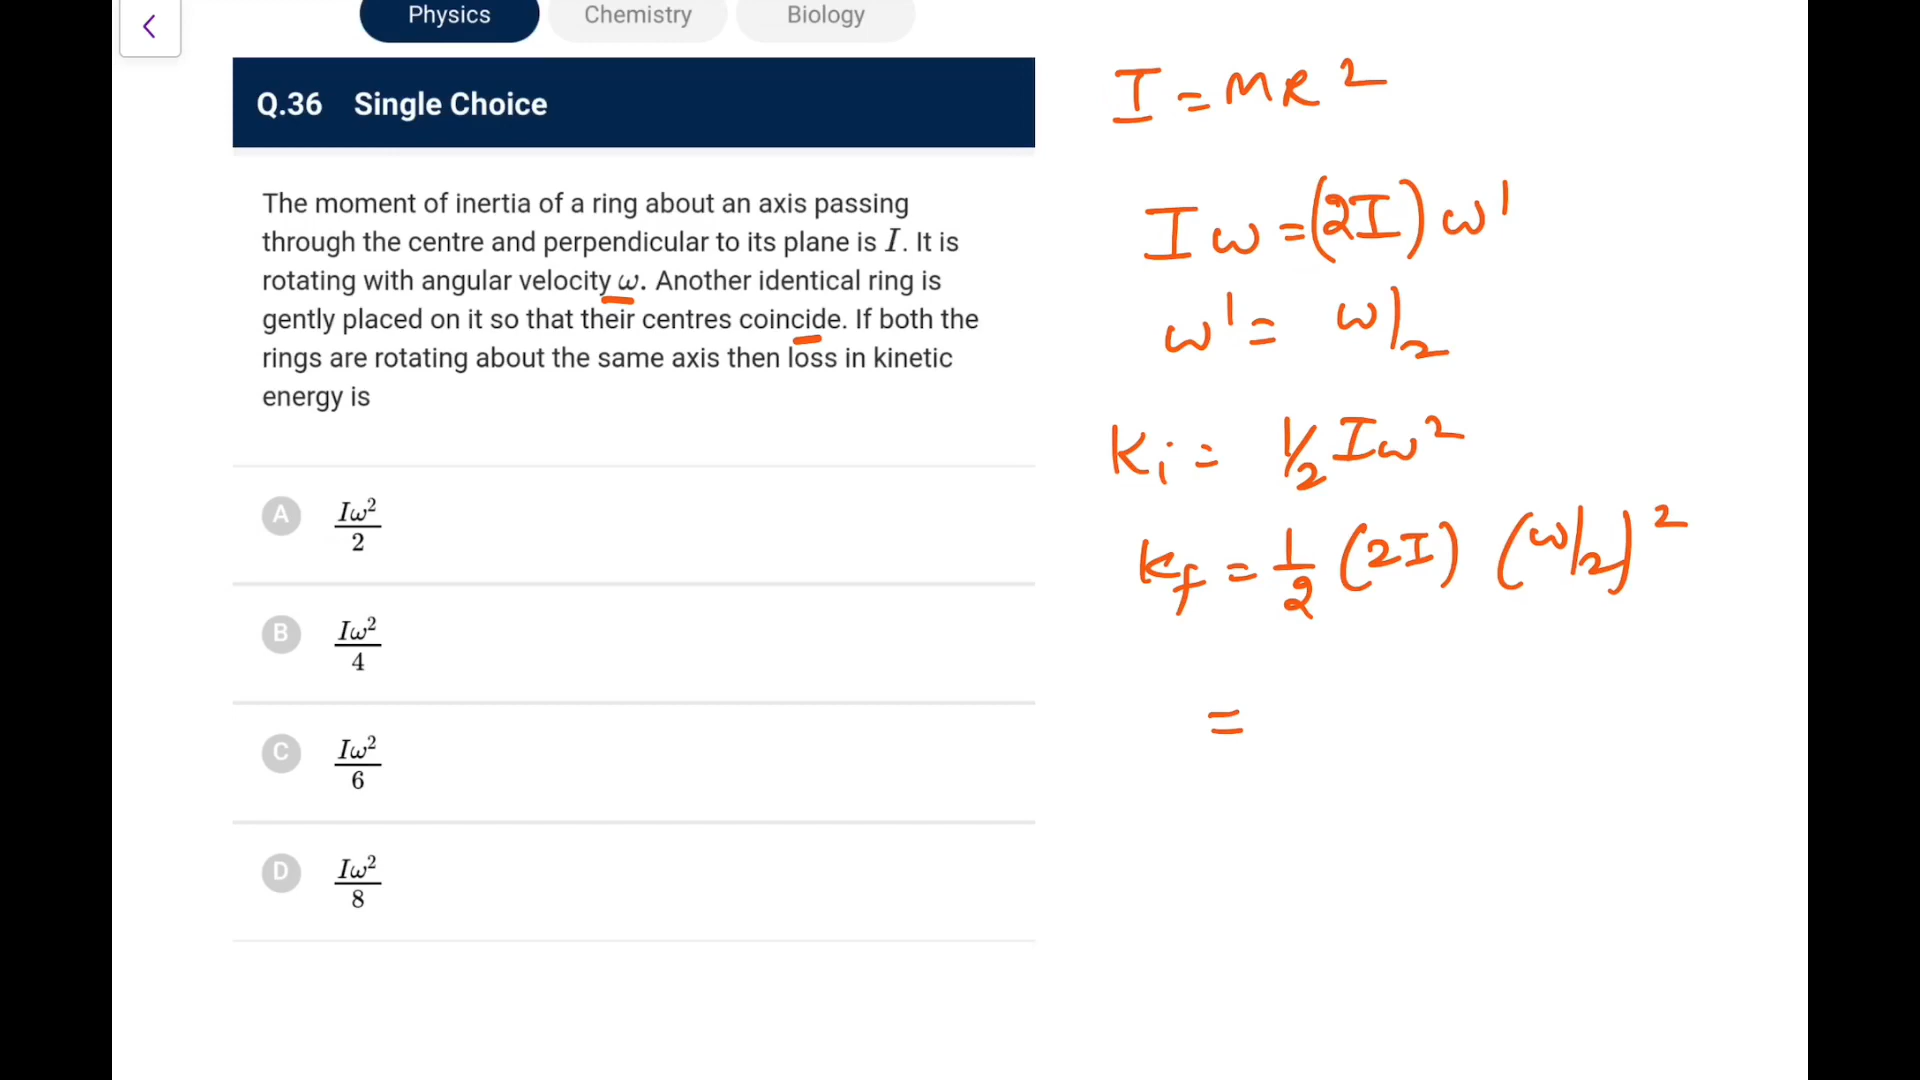 Physics Chemistry Biology
Q.36 Single Choice
The moment of inertia of a ring about an axis passing
through the centre and perpendicular to its plane is I. It is
rotating with angular velocity ω. Another identical ring is
gently placed on it so that their centres coincide. If both the
rings are rotating about the same axis then loss in kinetic
energy is
A Iω²/2
B Iω²/4
C Iω²/6
D Iω²/8
I = MR²
Iω = (2I) ω'
ω' = ω/2
Ki = 1/2 Iω²
Kf = 1/2 (2I) (ω/2)²
=